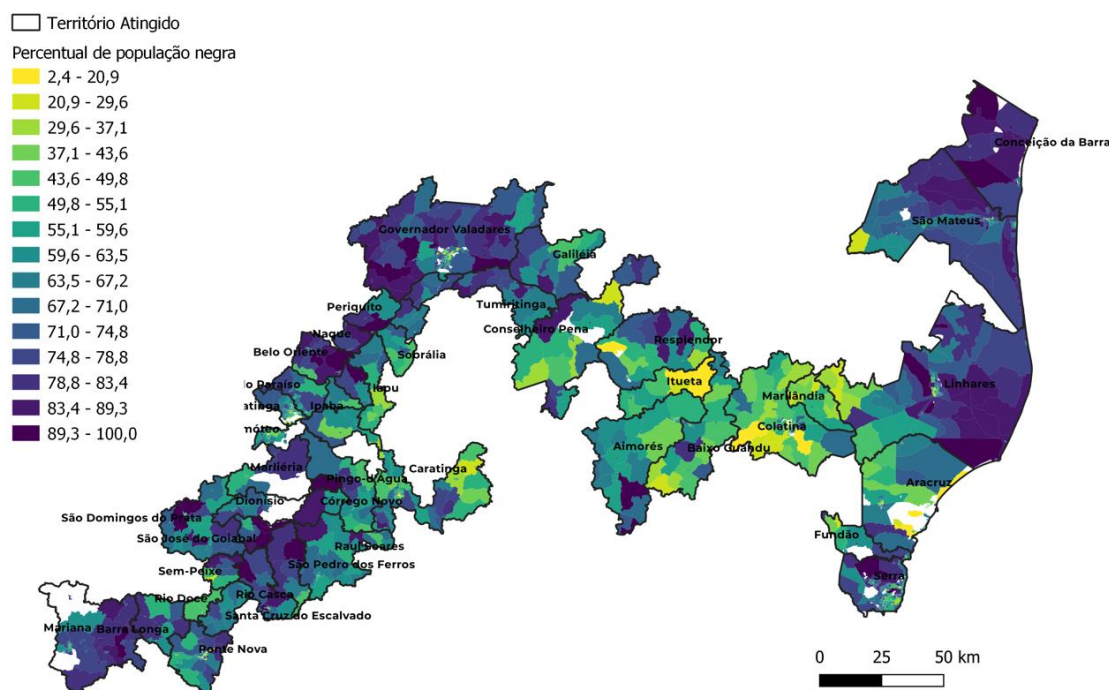 Território Atingido
Percentual de população negra
2,4 - 20,9
20,9 - 29,6
29,6 - 37,1
37,1 - 43,6
43,6 - 49,8
49,8 - 55,1
55,1 - 59,6
59,6 - 63,5
63,5 - 67,2
67,2 - 71,0
71,0 - 74,8
74,8 - 78,8
78,8 - 83,4
83,4 - 89,3
89,3 - 100,0
Conceição da Barra
São Mateus
Governador Valadares
Galiléia
Tumiritinga
Periquito
Conselheiro Pena
Naque
Resplendor
Belo Oriente
Sobrália
Itueta
Linhares
do Paraíso
Iapu
Marilândia
Ipaba
atinga
Colatina
móteo
Aimorés
Baixo Guandu
Marliéria
Caratinga
Pingo-d'Água
Aracruz
Dionísio
Córrego Novo
São Domingos do Prata
Fundão
São José do Goiabal
Raul Soares
São Pedro dos Ferros
Sem-Peixe
Serra
Rio Doce
Rio Casca
Santa Cruz do Escalvado
Mariana
Barra Longa
Ponte Nova
0 25 50 km